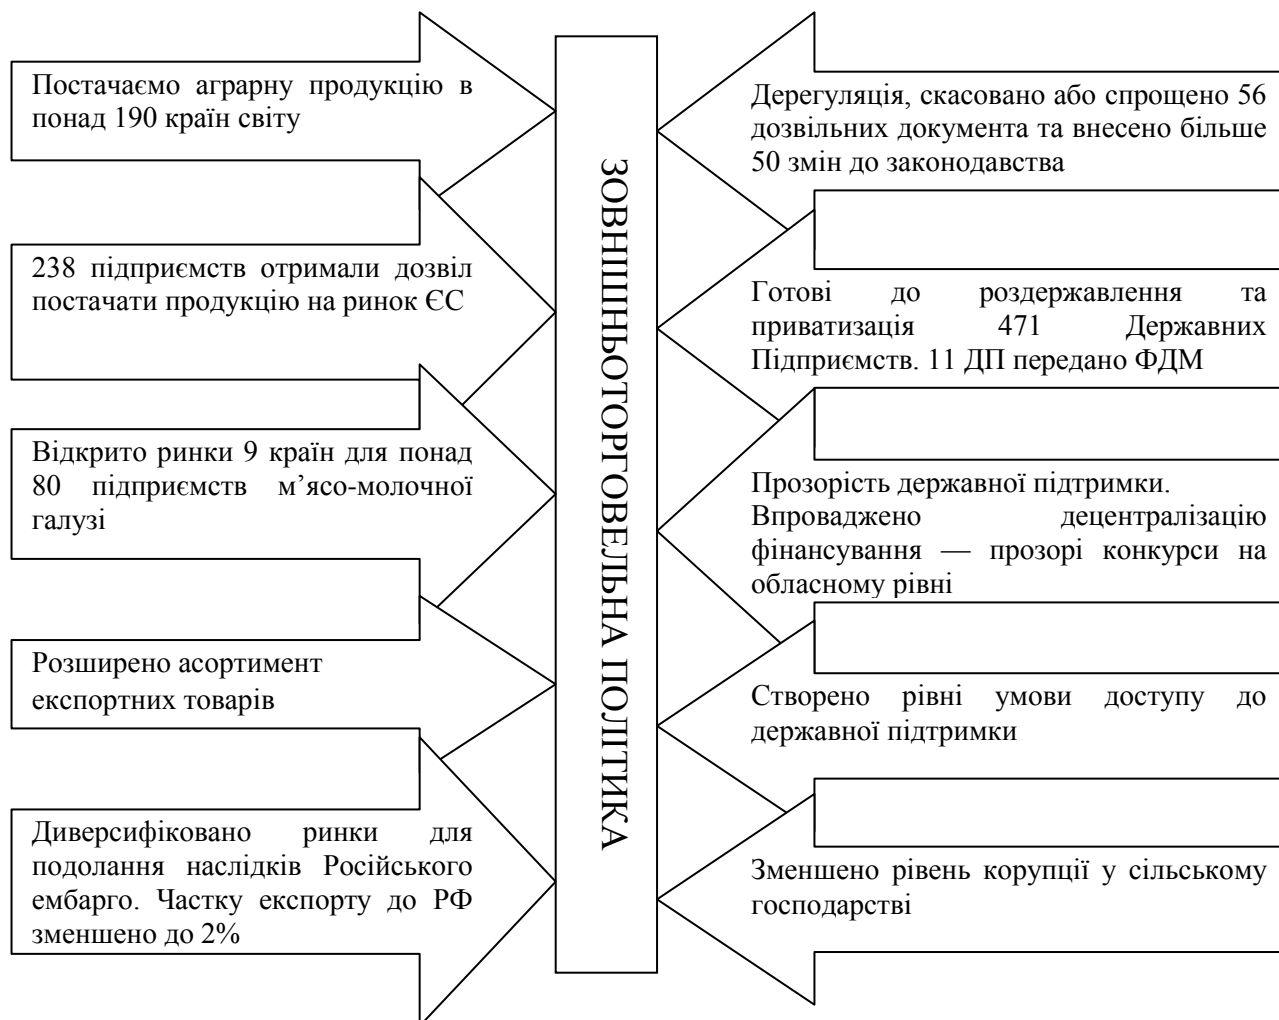 Постачаємо аграрну продукцію в
понад 190 країн світу
238 підприємств отримали дозвіл
постачати продукцію на ринок ЄС
Відкрито ринки 9 країн для понад
80 підприємств м’ясо-молочної
галузі
Розширено асортимент
експортних товарів
Диверсифіковано ринки для
подолання наслідків Російського
ембарго. Частку експорту до РФ
зменшено до 2%
ЗОВНІШНЬОТОРГОВЕЛЬНА ПОЛІТИКА
Дерегуляція, скасовано або спрощено 56
дозвільних документа та внесено більше
50 змін до законодавства
Готові до роздержавлення та
приватизація 471 Державних
Підприємств. 11 ДП передано ФДМ
Прозорість державної підтримки.
Впроваджено децентралізацію
фінансування — прозорі конкурси на
обласному рівні
Створено рівні умови доступу до
державної підтримки
Зменшено рівень корупції у сільському
господарстві